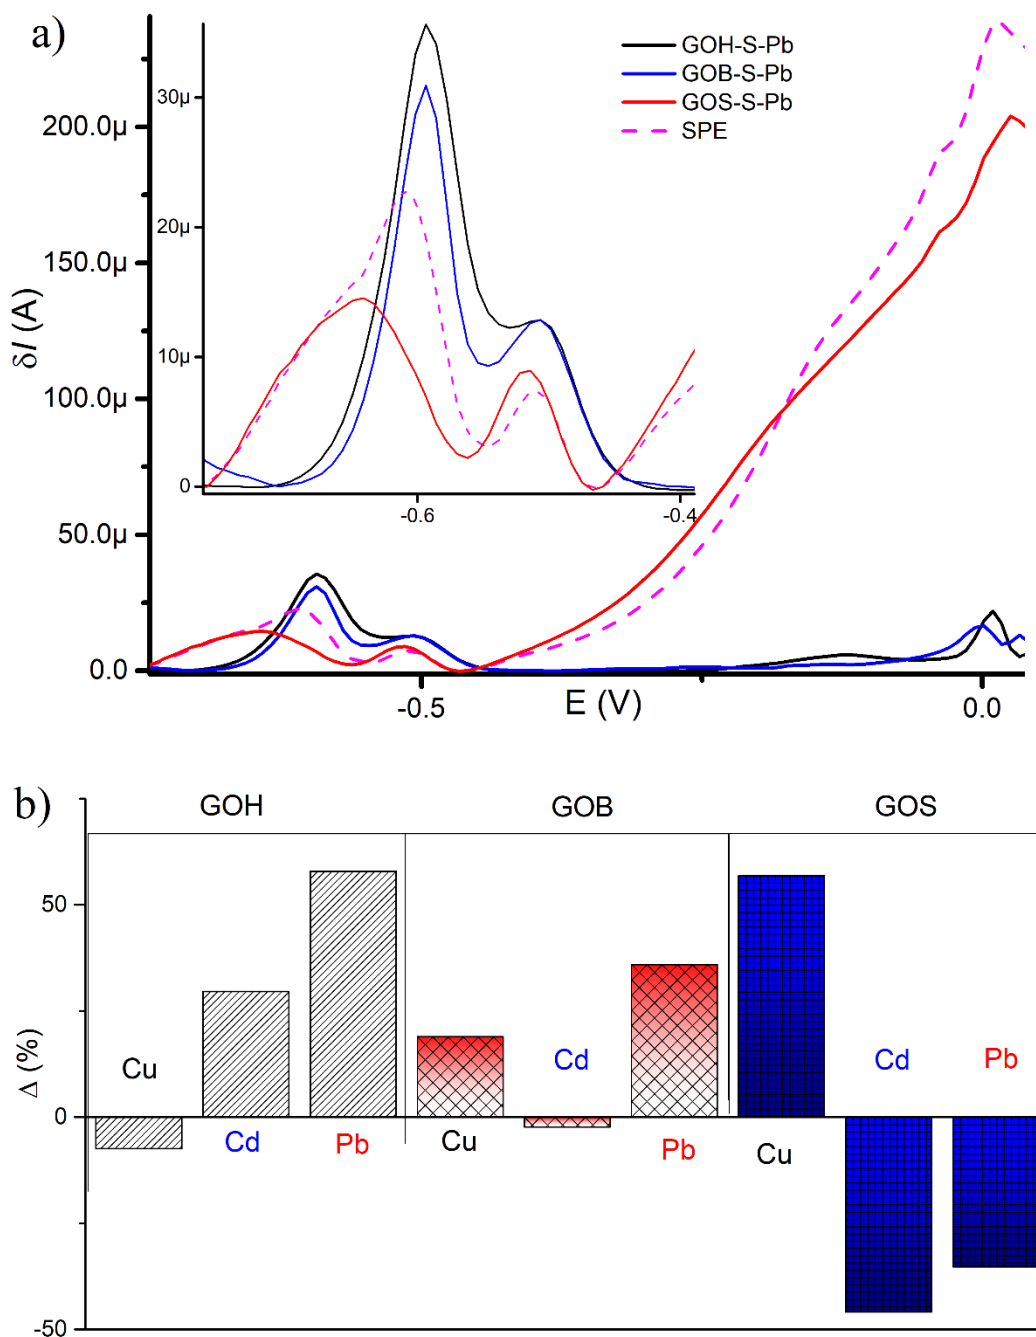 a)
GOH-S-Pb
GOB-S-Pb
GOS-S-Pb
SPE
δI (A)
200.0µ
150.0µ
100.0µ
50.0µ
0.0
30µ
20µ
10µ
0
-0.6
-0.4
-0.5
E (V)
0.0
b)
GOH
GOB
GOS
Δ (%)
50
0
-50
Cu
Cd
Pb
Cu
Cd
Pb
Cu
Cd
Pb